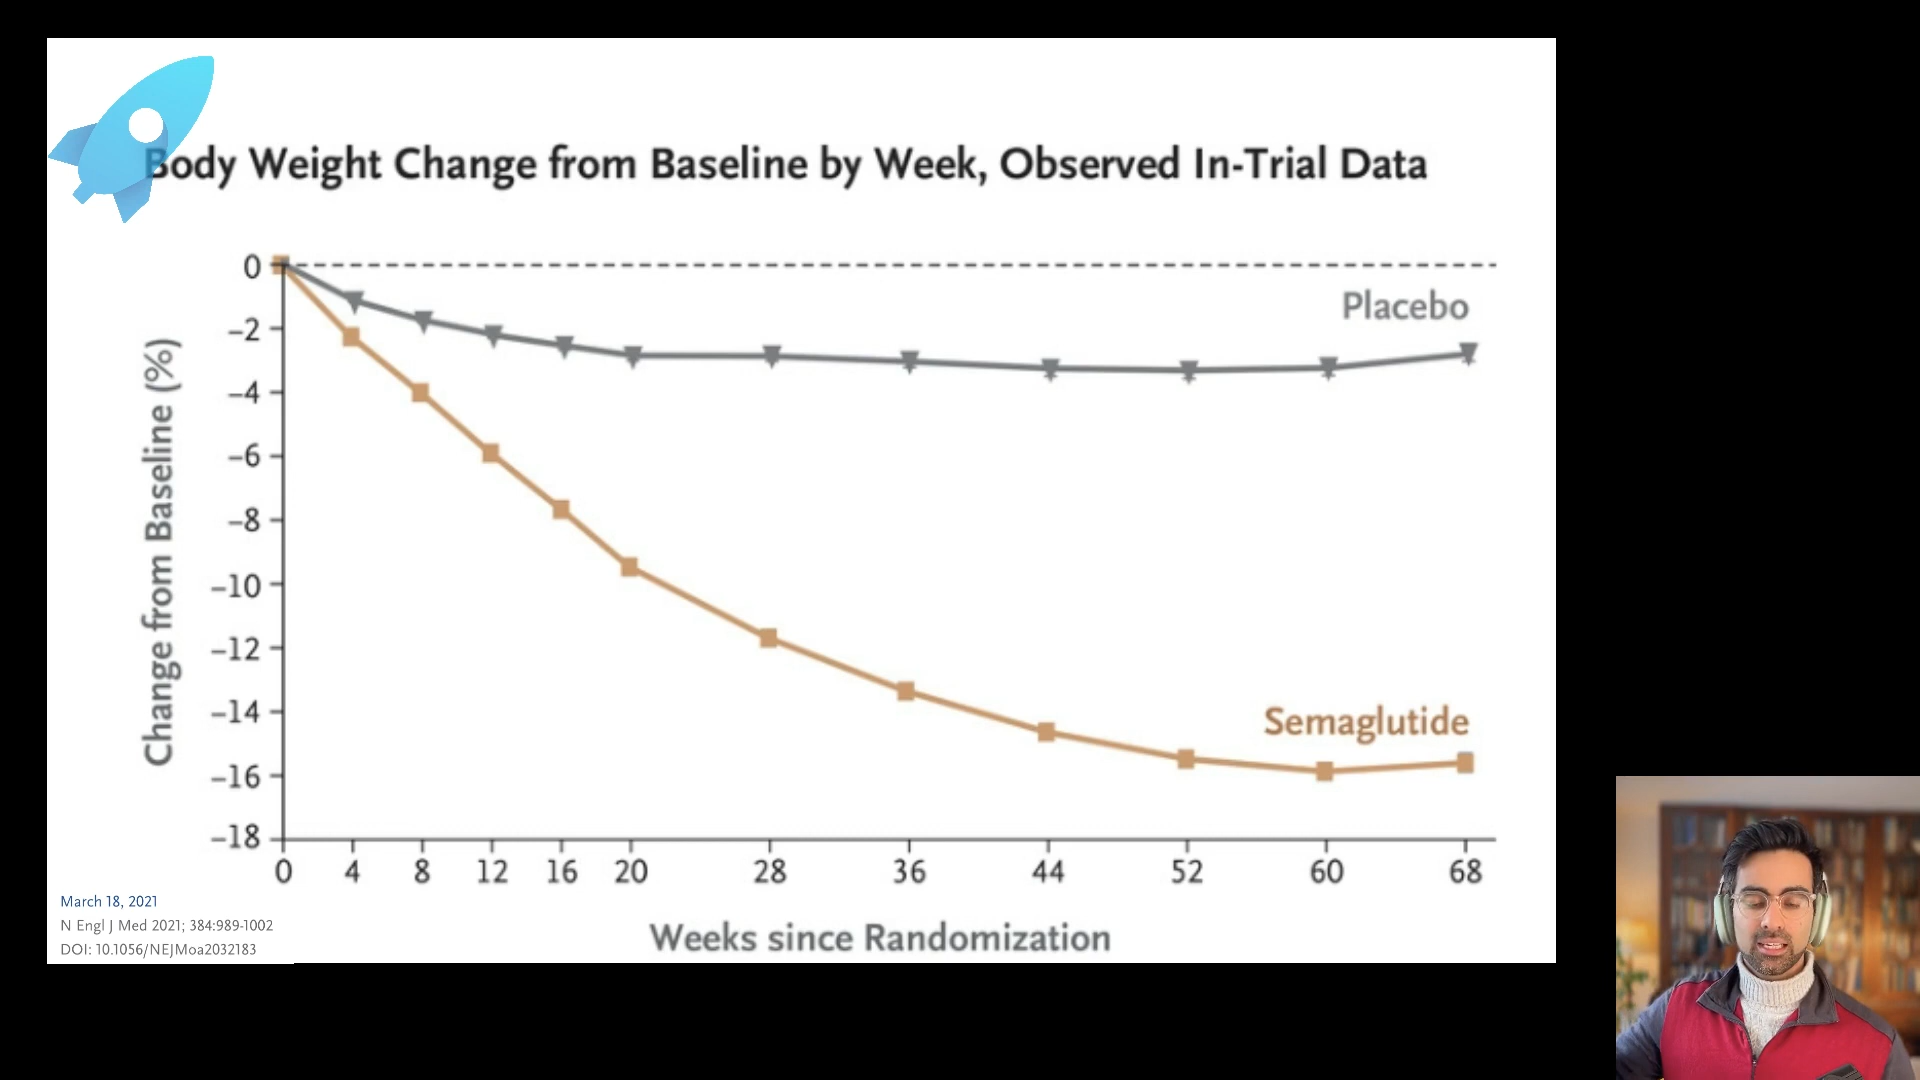 Body Weight Change from Baseline by Week, Observed In-Trial Data
0
−2
−4
−6
−8
−10
−12
−14
−16
−18
Change from Baseline (%)
Placebo
Semaglutide
0 4 8 12 16 20 28 36 44 52 60 68
Weeks since Randomization
March 18, 2021
N Engl J Med 2021; 384:989-1002
DOI: 10.1056/NEJMoa2032183